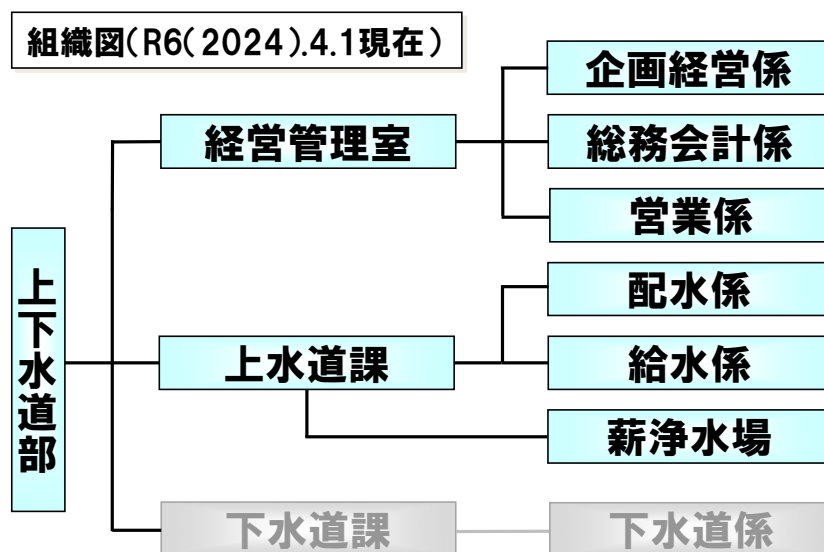 組織図(R6(2024).4.1現在)
上下水道部
経営管理室
企画経営係
総務会計係
営業係
上水道課
配水係
給水係
薪浄水場
下水道課
下水道係